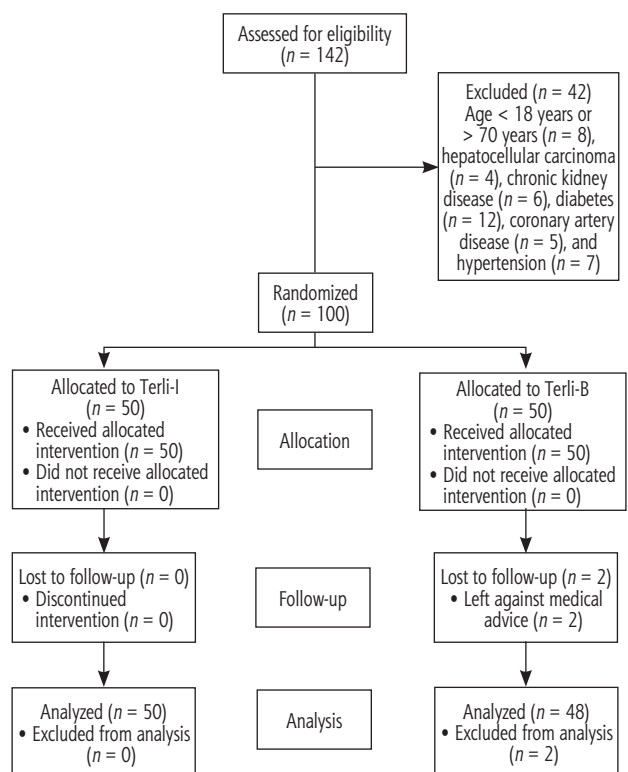 Assessed for eligibility
(n = 142)
Excluded (n = 42)
Age < 18 years or
> 70 years (n = 8),
hepatocellular carcinoma
(n = 4), chronic kidney
disease (n = 6), diabetes
(n = 12), coronary artery
disease (n = 5), and
hypertension (n = 7)
Randomized
(n = 100)
Allocated to Terli-I
(n = 50)
• Received allocated
intervention (n = 50)
• Did not receive allocated
intervention (n = 0)
Allocation
Allocated to Terli-B
(n = 50)
• Received allocated
intervention (n = 50)
• Did not receive allocated
intervention (n = 0)
Lost to follow-up (n = 0)
• Discontinued
intervention (n = 0)
Follow-up
Lost to follow-up (n = 2)
• Left against medical
advice (n = 2)
Analyzed (n = 50)
• Excluded from analysis
(n = 0)
Analysis
Analyzed (n = 48)
• Excluded from analysis
(n = 2)